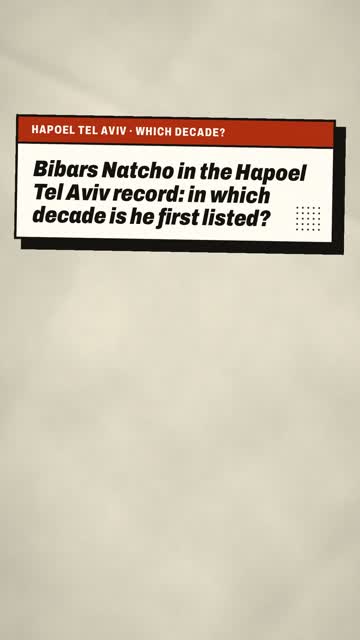 HAPOEL TEL AVIV · WHICH DECADE?
Bibars Natcho in the Hapoel
Tel Aviv record: in which
decade is he first listed?